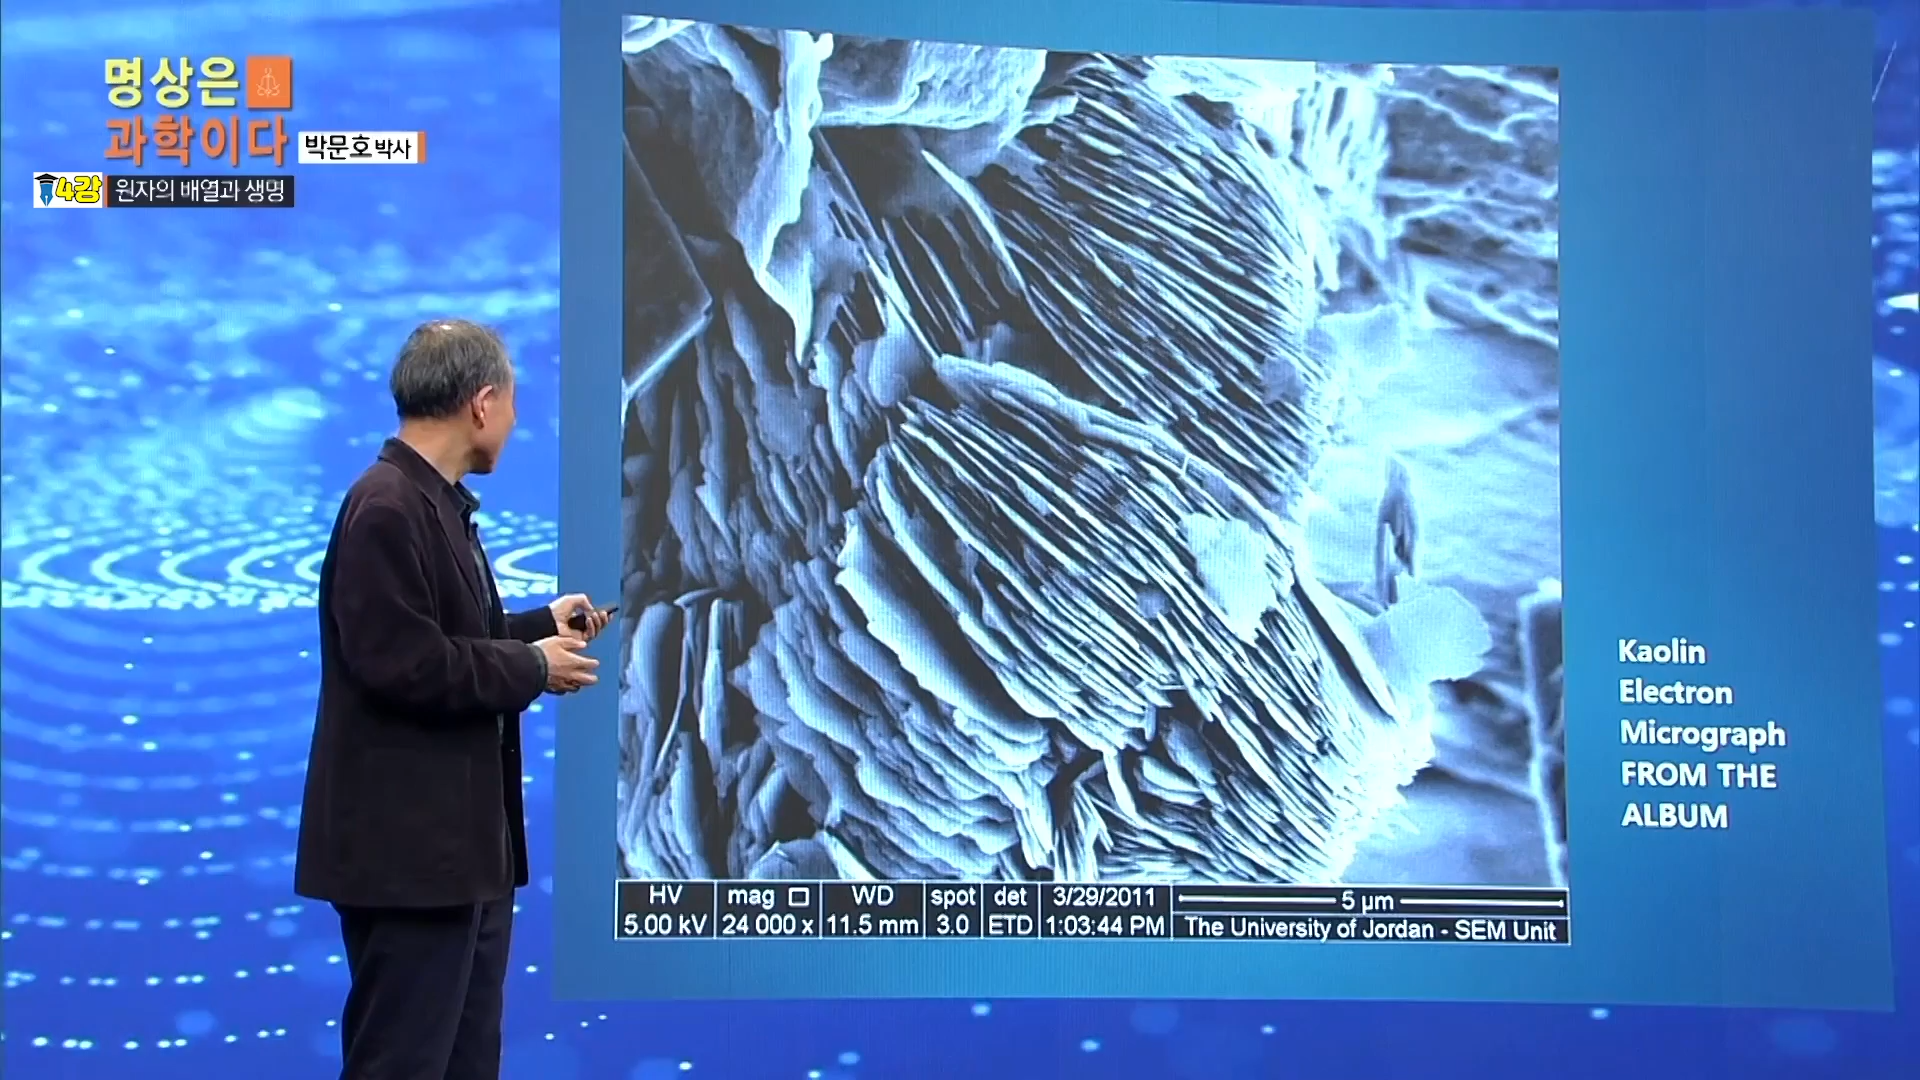 명상은
과학이다 박문호 박사
4강 원자의 배열과 생명
Kaolin
Electron
Micrograph
FROM THE
ALBUM
HV mag WD spot det 3/29/2011 5 µm
5.00 kV 24 000 x 11.5 mm 3.0 ETD 1:03:44 PM The University of Jordan - SEM Unit